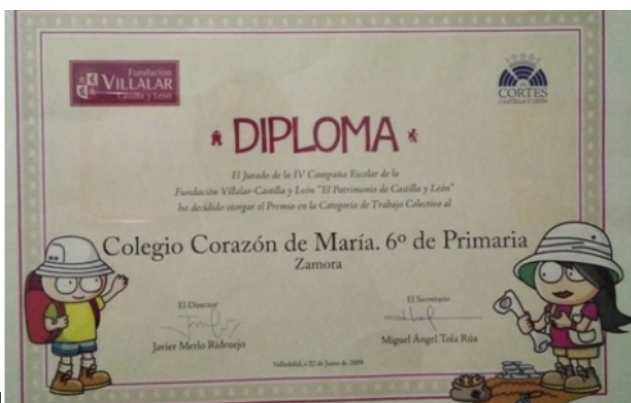 Fundación
VILLALAR
Castilla y León
CORTES
CASTILLA Y LEÓN
DIPLOMA
El Jurado de la IV Campaña Escolar de la
Fundación Villalar-Castilla y León "El Patrimonio de Castilla y León"
ha decidido otorgar el Premio en la Categoría de Trabajo Colectivo al
Colegio Corazón de María. 6º de Primaria
Zamora
El Director
El Secretario
Javier Merlo Ridruejo
Miguel Ángel Tola Rúa
Valladolid, a 22 de Junio de 2009